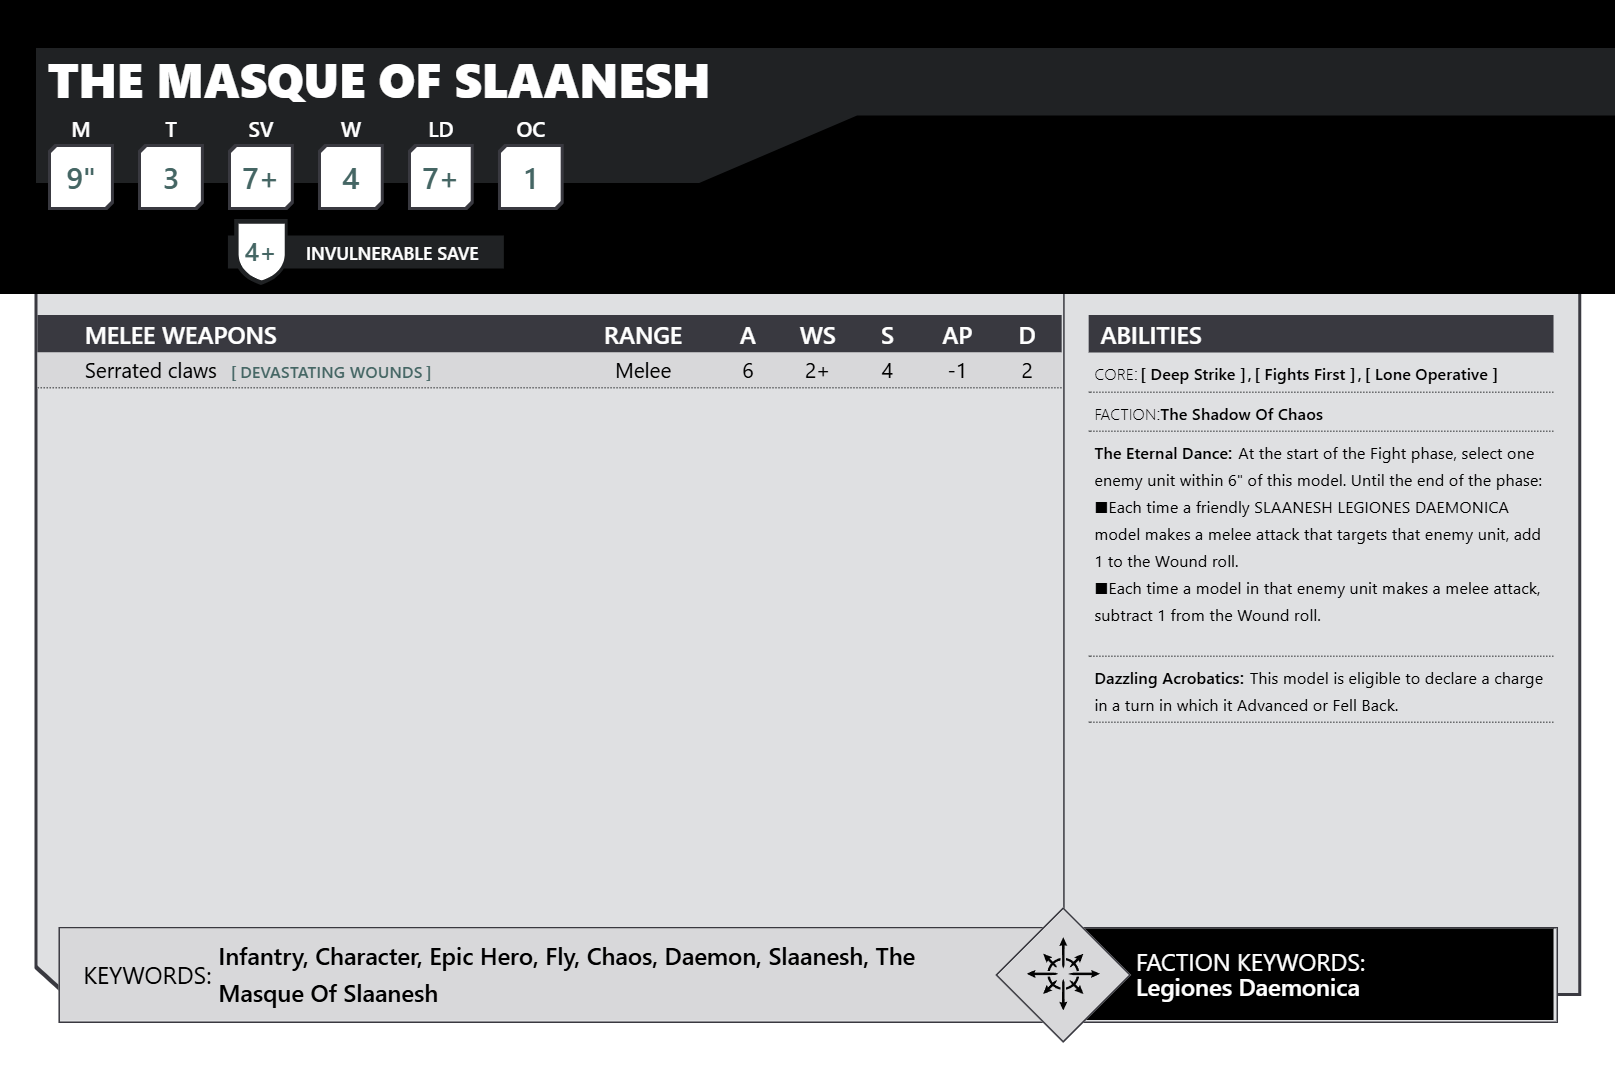 THE MASQUE OF SLAANESH
M T SV W LD OC
9" 3 7+ 4 7+ 1
4+ INVULNERABLE SAVE
MELEE WEAPONS RANGE A WS S AP D
Serrated claws [ DEVASTATING WOUNDS ] Melee 6 2+ 4 -1 2
ABILITIES
CORE: [ Deep Strike ] , [ Fights First ] , [ Lone Operative ]
FACTION:The Shadow Of Chaos
The Eternal Dance: At the start of the Fight phase, select one
enemy unit within 6" of this model. Until the end of the phase:
■Each time a friendly SLAANESH LEGIONES DAEMONICA
model makes a melee attack that targets that enemy unit, add
1 to the Wound roll.
■Each time a model in that enemy unit makes a melee attack,
subtract 1 from the Wound roll.
Dazzling Acrobatics: This model is eligible to declare a charge
in a turn in which it Advanced or Fell Back.
KEYWORDS: Infantry, Character, Epic Hero, Fly, Chaos, Daemon, Slaanesh, The
Masque Of Slaanesh
FACTION KEYWORDS:
Legiones Daemonica